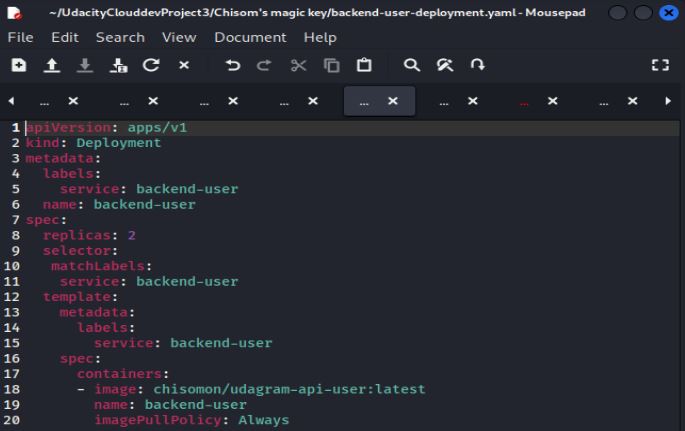 ~/UdacityClouddevProject3/Chisom's magic key/backend-user-deployment.yaml - Mousepad
File Edit Search View Document Help
... ... ... ... ... ... ... ...
1 apiVersion: apps/v1
2 kind: Deployment
3 metadata:
4   labels:
5     service: backend-user
6   name: backend-user
7 spec:
8   replicas: 2
9   selector:
10    matchLabels:
11     service: backend-user
12   template:
13     metadata:
14       labels:
15         service: backend-user
16     spec:
17       containers:
18       - image: chisomon/udagram-api-user:latest
19         name: backend-user
20         imagePullPolicy: Always